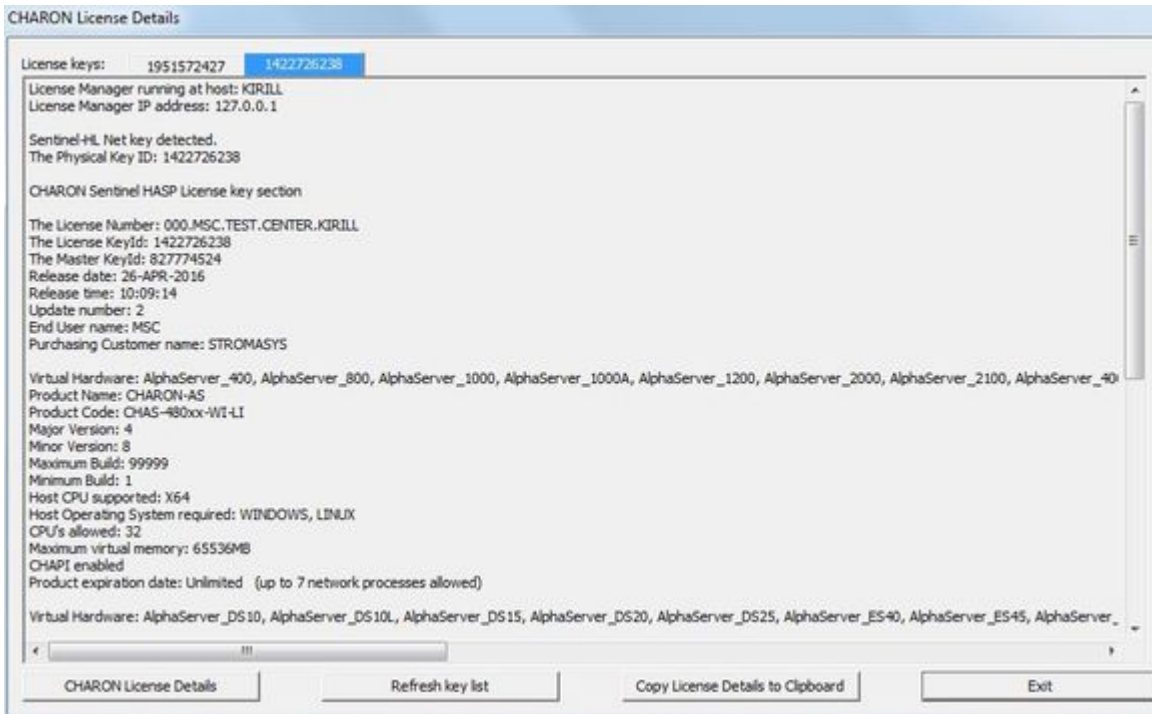 CHARON License Details
License keys: 1951572427 1422726238
License Manager running at host: KIRILL
License Manager IP address: 127.0.0.1
Sentinel-HL Net key detected.
The Physical Key ID: 1422726238
CHARON Sentinel HASP License key section
The License Number: 000.MSC.TEST.CENTER.KIRILL
The License KeyId: 1422726238
The Master KeyId: 827774524
Release date: 26-APR-2016
Release time: 10:09:14
Update number: 2
End User name: MSC
Purchasing Customer name: STROMASYS
Virtual Hardware: AlphaServer_400, AlphaServer_800, AlphaServer_1000, AlphaServer_1000A, AlphaServer_1200, AlphaServer_2000, AlphaServer_2100, AlphaServer_40
Product Name: CHARON-AS
Product Code: CHAS-480xx-WI-LI
Major Version: 4
Minor Version: 8
Maximum Build: 99999
Minimum Build: 1
Host CPU supported: X64
Host Operating System required: WINDOWS, LINUX
CPU's allowed: 32
Maximum virtual memory: 65536MB
CHAPI enabled
Product expiration date: Unlimited (up to 7 network processes allowed)
Virtual Hardware: AlphaServer_DS10, AlphaServer_DS10L, AlphaServer_DS15, AlphaServer_DS20, AlphaServer_DS25, AlphaServer_ES40, AlphaServer_ES45, AlphaServer_
CHARON License Details Refresh key list Copy License Details to Clipboard Exit